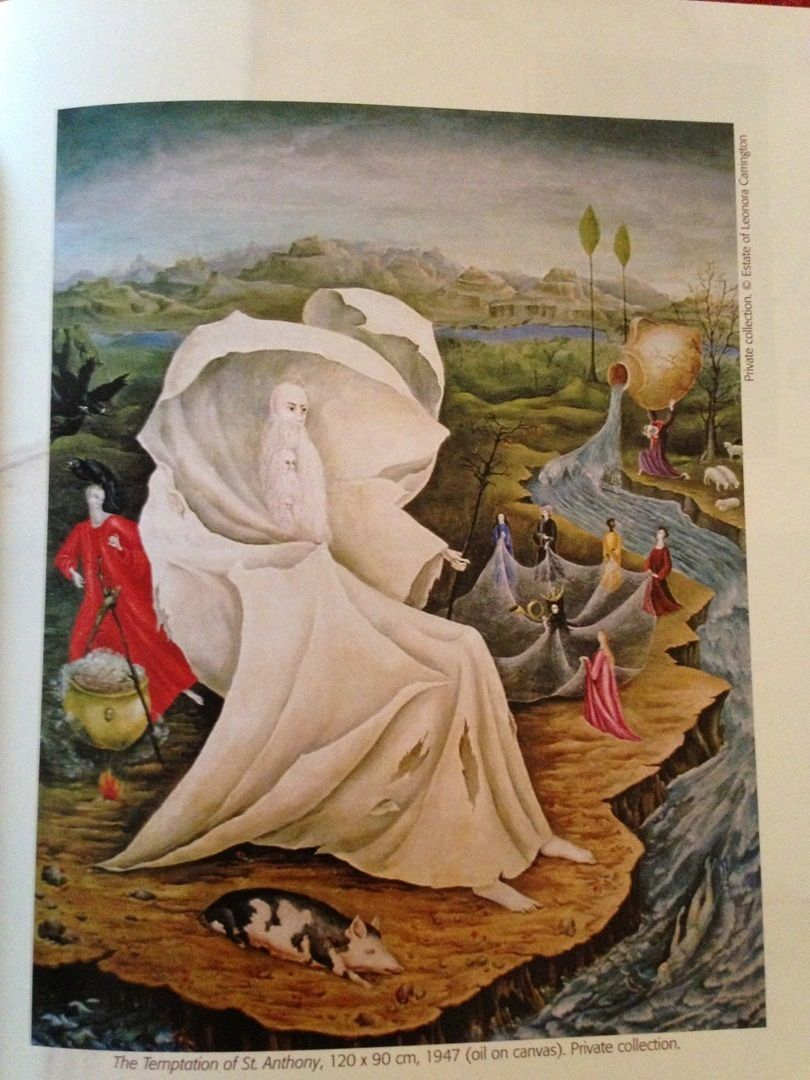 Private collection. © Estate of Leonora Carrington
The Temptation of St. Anthony, 120 x 90 cm, 1947 (oil on canvas). Private collection.